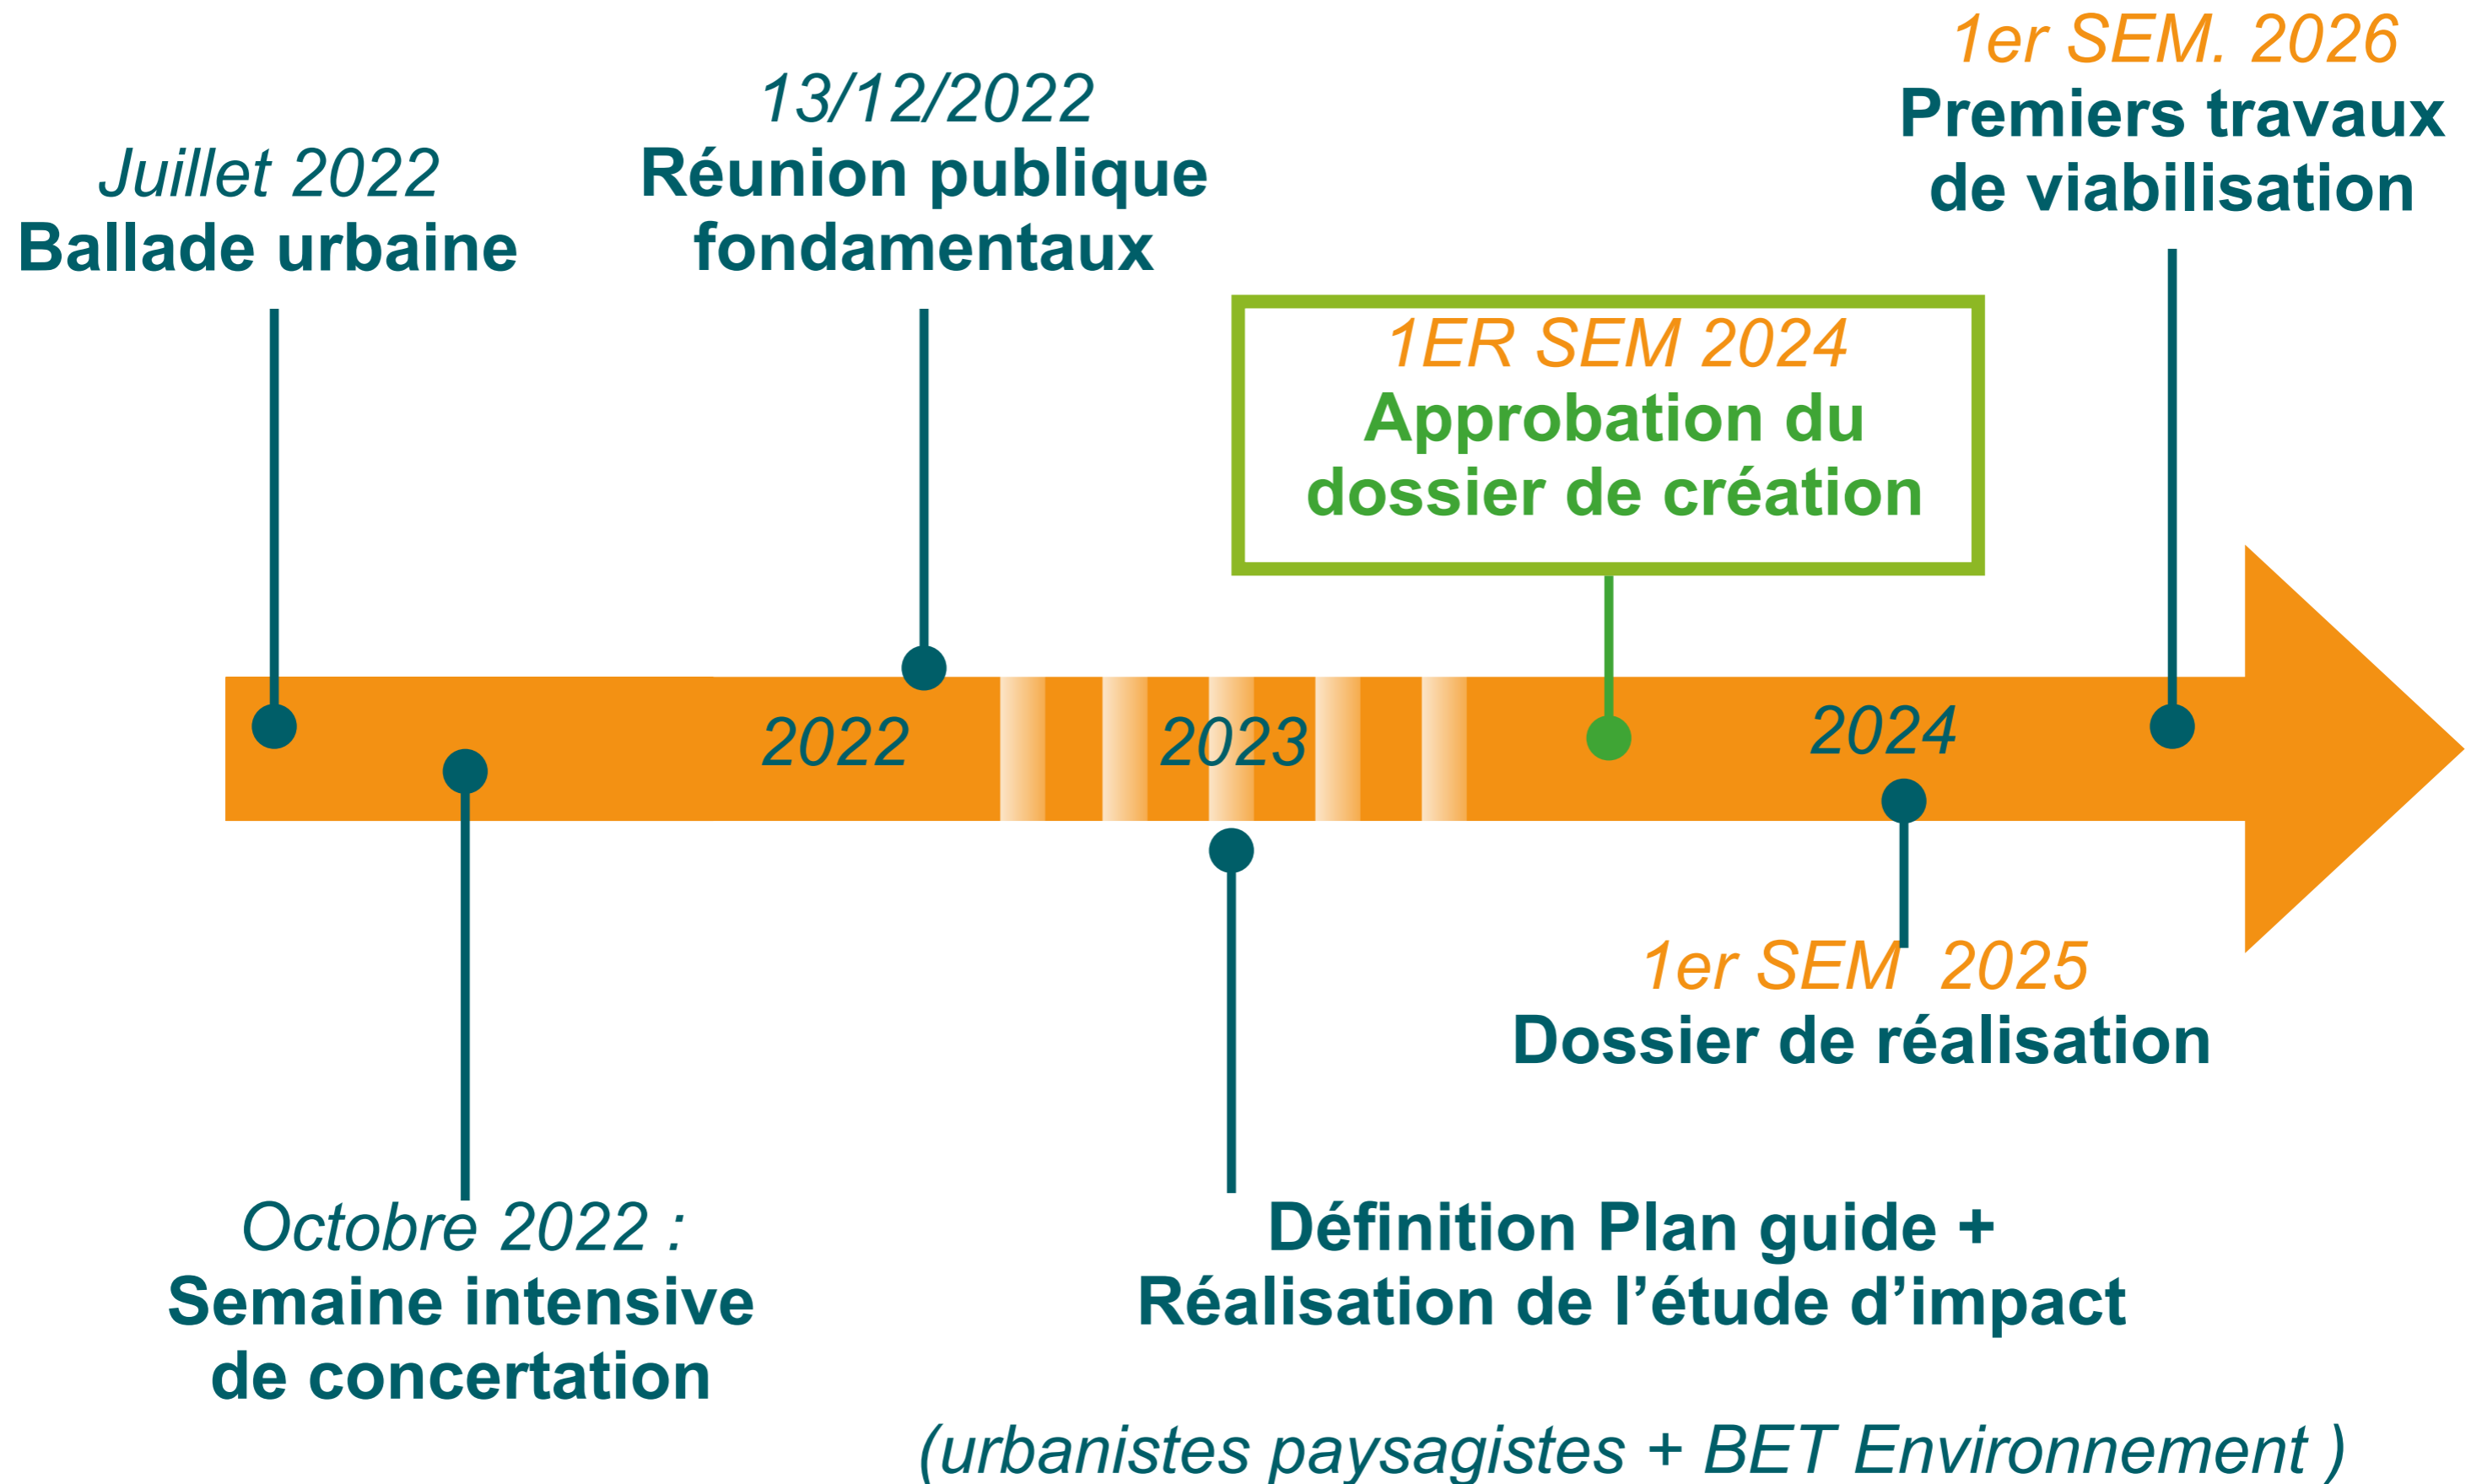 Juillet 2022
Ballade urbaine
13/12/2022
Réunion publique
fondamentaux
1er SEM. 2026
Premiers travaux
de viabilisation
1ER SEM 2024
Approbation du
dossier de création
2022
2023
2024
1er SEM 2025
Dossier de réalisation
Octobre 2022 :
Semaine intensive
de concertation
Définition Plan guide +
Réalisation de l’étude d’impact
(urbanistes paysagistes + BET Environnement )